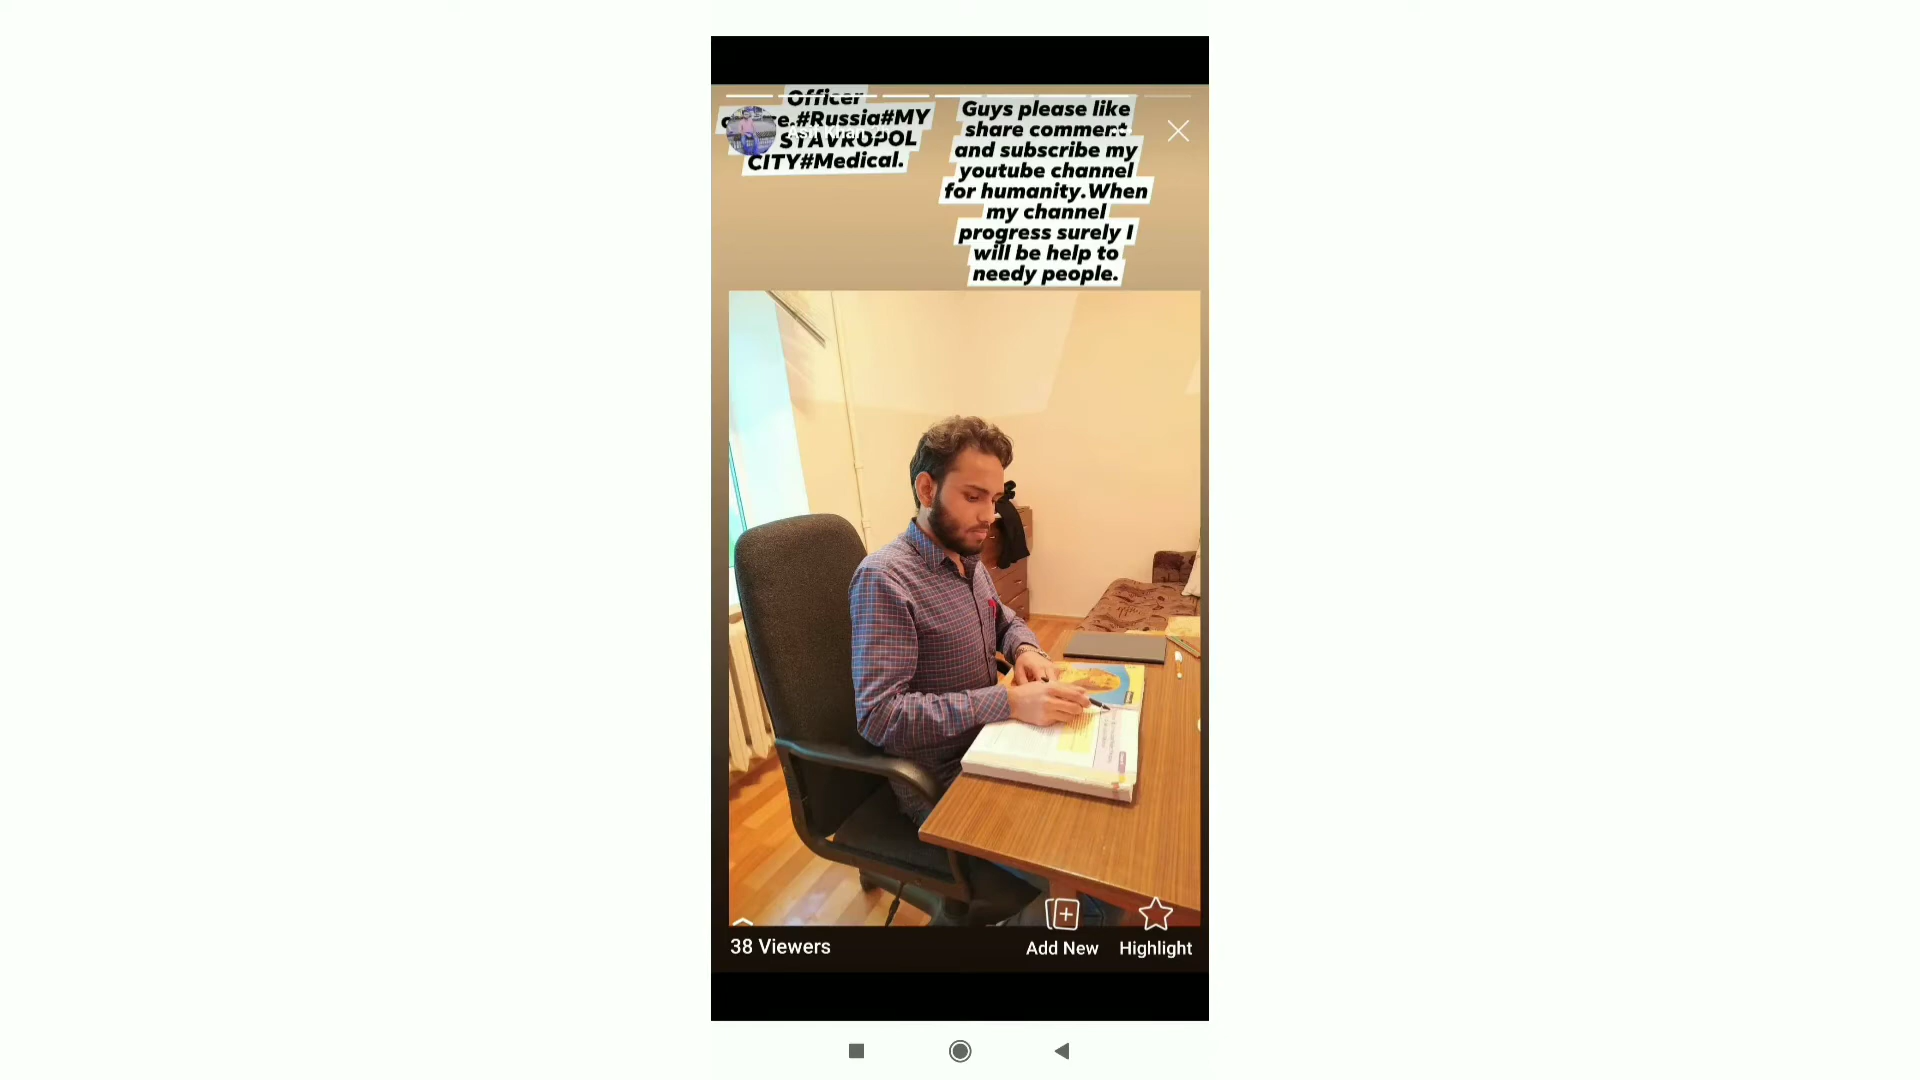 Officer
#Russia#MY
STAVROPOL
CITY#Medical.
Guys please like
share comment
and subscribe my
youtube channel
for humanity.When
my channel
progress surely I
will be help to
needy people.
38 Viewers
Add New
Highlight